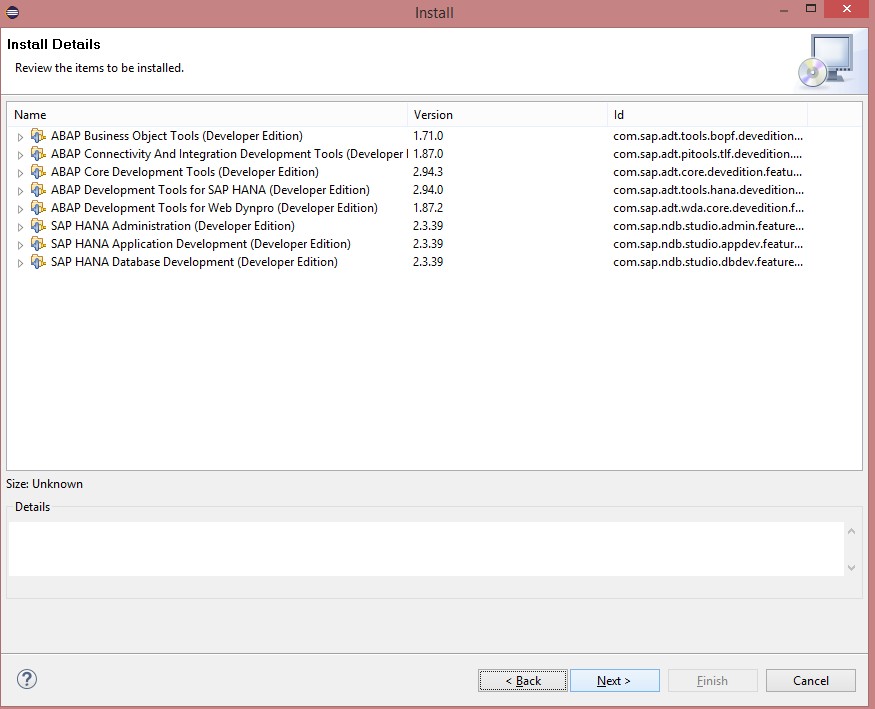 Install
Install Details
Review the items to be installed.
Name Version Id
ABAP Business Object Tools (Developer Edition) 1.71.0 com.sap.adt.tools.bopf.devedition...
ABAP Connectivity And Integration Development Tools (Developer 1.87.0 com.sap.adt.pitools.tlf.devedition....
ABAP Core Development Tools (Developer Edition) 2.94.3 com.sap.adt.core.devedition.featu...
ABAP Development Tools for SAP HANA (Developer Edition) 2.94.0 com.sap.adt.tools.hana.devedition...
ABAP Development Tools for Web Dynpro (Developer Edition) 1.87.2 com.sap.adt.wda.core.devedition.f...
SAP HANA Administration (Developer Edition) 2.3.39 com.sap.ndb.studio.admin.feature...
SAP HANA Application Development (Developer Edition) 2.3.39 com.sap.ndb.studio.appdev.featur...
SAP HANA Database Development (Developer Edition) 2.3.39 com.sap.ndb.studio.dbdev.feature...
Size: Unknown
Details
? < Back Next > Finish Cancel